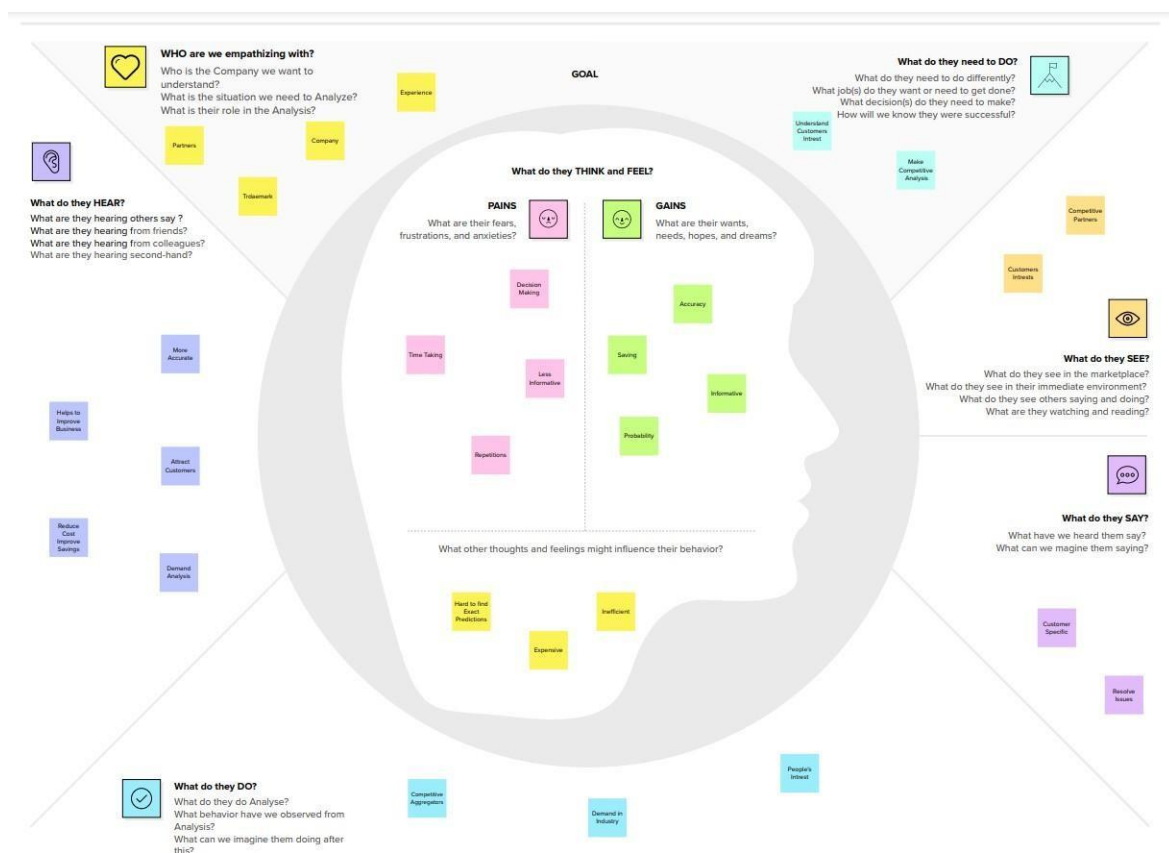 WHO are we empathizing with?
Who is the Company we want to
understand?
What is the situation we need to Analyze?
What is their role in the Analysis?
Experience
Partners
Company
Trdaemark
GOAL
What do they need to DO?
What do they need to do differently?
What job(s) do they want or need to get done?
What decision(s) do they need to make?
How will we know they were successful?
Understand
Customers
Intrest
Make
Competitive
Analysis
What do they HEAR?
What are they hearing others say ?
What are they hearing from friends?
What are they hearing from colleagues?
What are they hearing second-hand?
More
Accurate
Helps to
Improve
Business
Attrect
Customers
Reduce
Cost
Improve
Savings
Demand
Analysis
What do they THINK and FEEL?
PAINS
What are their fears,
frustrations, and anxieties?
Decision
Making
Time Taking
Less
Informative
Repetitions
GAINS
What are their wants,
needs, hopes, and dreams?
Accuracy
Saving
Informative
Probability
What other thoughts and feelings might influence their behavior?
Hard to find
Exact
Predictions
Inefficient
Expensive
Competitive
Partners
Customers
Intrests
What do they SEE?
What do they see in the marketplace?
What do they see in their immediate environment?
What do they see others saying and doing?
What are they watching and reading?
What do they SAY?
What have we heard them say?
What can we magine them saying?
Customer
Specific
Resolve
Issues
What do they DO?
What do they do Analyse?
What behavior have we observed from
Analysis?
What can we imagine them doing after
this?
Competitive
Aggregators
Demand in
Industry
People's
Intrest